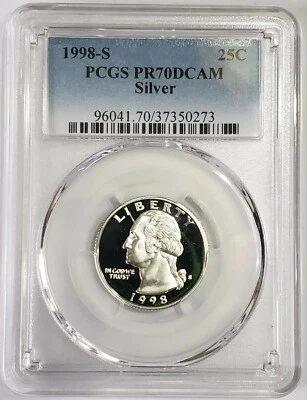 1998-S 25C
PCGS PR70DCAM
Silver
96041.70/37350273
LIBERTY
IN GOD WE
TRUST
S
1998